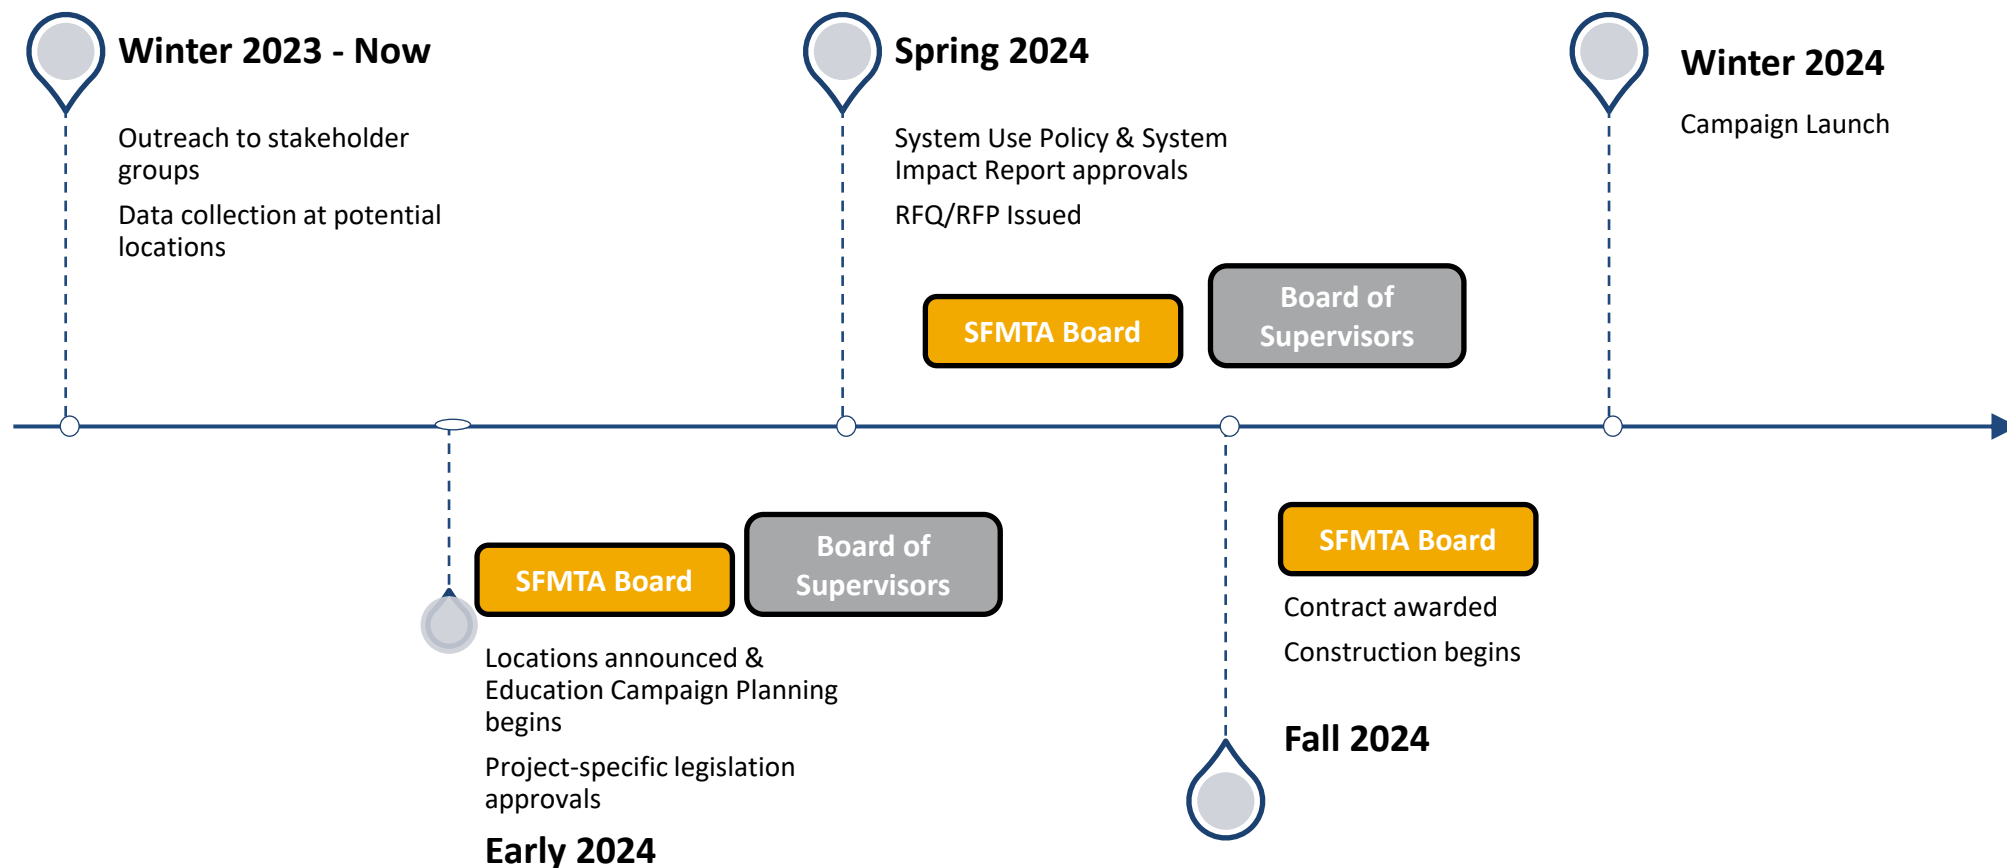 Winter 2023 - Now
Outreach to stakeholder
groups
Data collection at potential
locations
Spring 2024
System Use Policy & System
Impact Report approvals
RFQ/RFP Issued
SFMTA Board
Board of
Supervisors
Winter 2024
Campaign Launch
SFMTA Board
Board of
Supervisors
Locations announced &
Education Campaign Planning
begins
Project-specific legislation
approvals
Early 2024
SFMTA Board
Contract awarded
Construction begins
Fall 2024